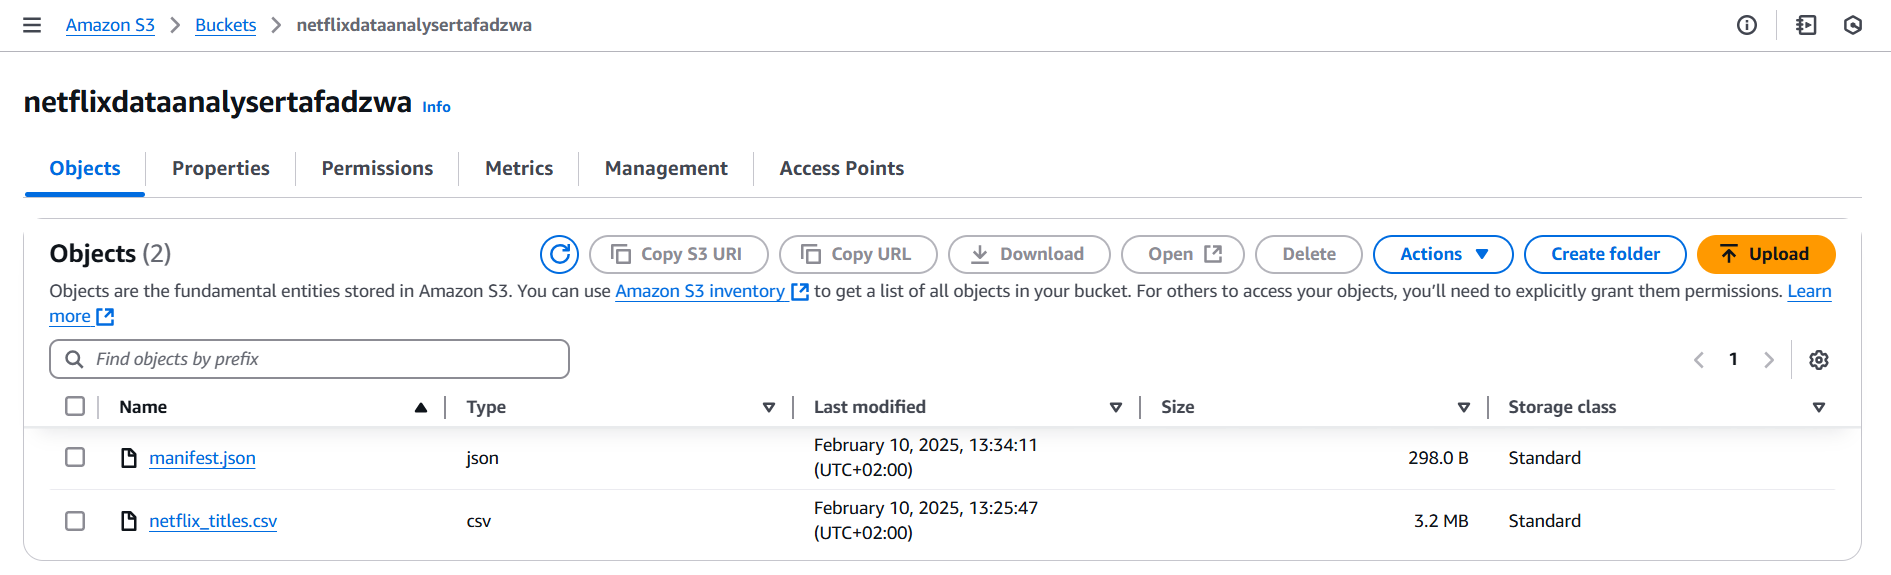 Amazon S3 > Buckets > netflixdataanalysertafadzwa
netflixdataanalysertafadzwa Info
Objects Properties Permissions Metrics Management Access Points
Objects (2) Copy S3 URI Copy URL Download Open Delete Actions Create folder Upload
Objects are the fundamental entities stored in Amazon S3. You can use Amazon S3 inventory to get a list of all objects in your bucket. For others to access your objects, you’ll need to explicitly grant them permissions. Learn
more
Find objects by prefix 1
Name Type Last modified Size Storage class
manifest.json json February 10, 2025, 13:34:11 (UTC+02:00) 298.0 B Standard
netflix_titles.csv csv February 10, 2025, 13:25:47 (UTC+02:00) 3.2 MB Standard